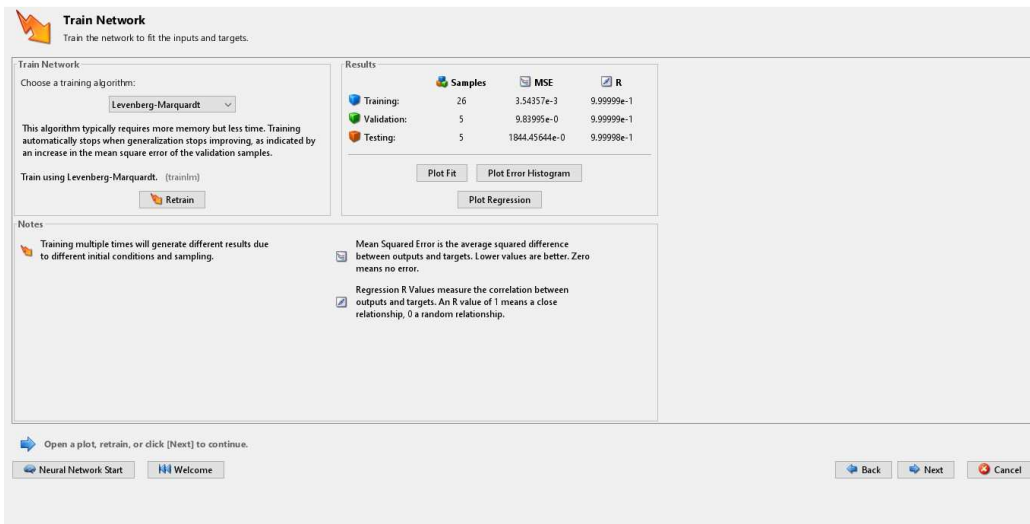 Train Network
Train the network to fit the inputs and targets.
Train Network
Choose a training algorithm:
Levenberg-Marquardt
This algorithm typically requires more memory but less time. Training
automatically stops when generalization stops improving, as indicated by
an increase in the mean square error of the validation samples.
Train using Levenberg-Marquardt. (trainlm)
Retrain
Results
Samples MSE R
Training: 26 3.54357e-3 9.99999e-1
Validation: 5 9.83995e-0 9.99999e-1
Testing: 5 1844.45644e-0 9.99998e-1
Plot Fit Plot Error Histogram
Plot Regression
Notes
Training multiple times will generate different results due
to different initial conditions and sampling.
Mean Squared Error is the average squared difference
between outputs and targets. Lower values are better. Zero
means no error.
Regression R Values measure the correlation between
outputs and targets. An R value of 1 means a close
relationship, 0 a random relationship.
Open a plot, retrain, or click [Next] to continue.
Neural Network Start Welcome Back Next Cancel